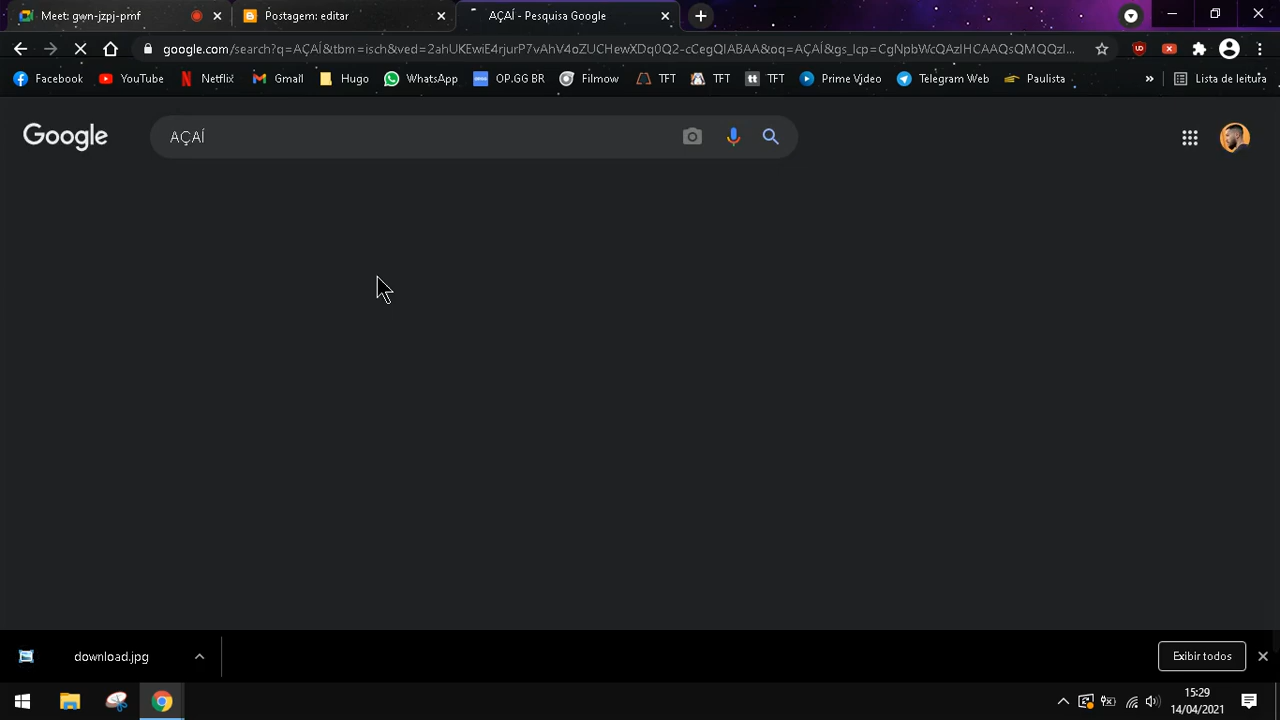 Meet: gwn-jzpj-pmf
Postagem: editar
AÇAÍ - Pesquisa Google
google.com/search?q=AÇAÍ&tbm=isch&ved=2ahUKEwiE4rjurP7vAhV4oZUCHewXDq0Q2-cCegQIABAA&oq=AÇAÍ&gs_lcp=CgNpbWcQAzIHCAAQsQMQQzI...
Facebook
YouTube
Netflix
Gmail
Hugo
WhatsApp
OP.GG BR
Filmow
TFT
TFT
TFT
Prime Video
Telegram Web
Paulista
»
Lista de leitura
Google
AÇAÍ
download.jpg
Exibir todos
15:29
14/04/2021